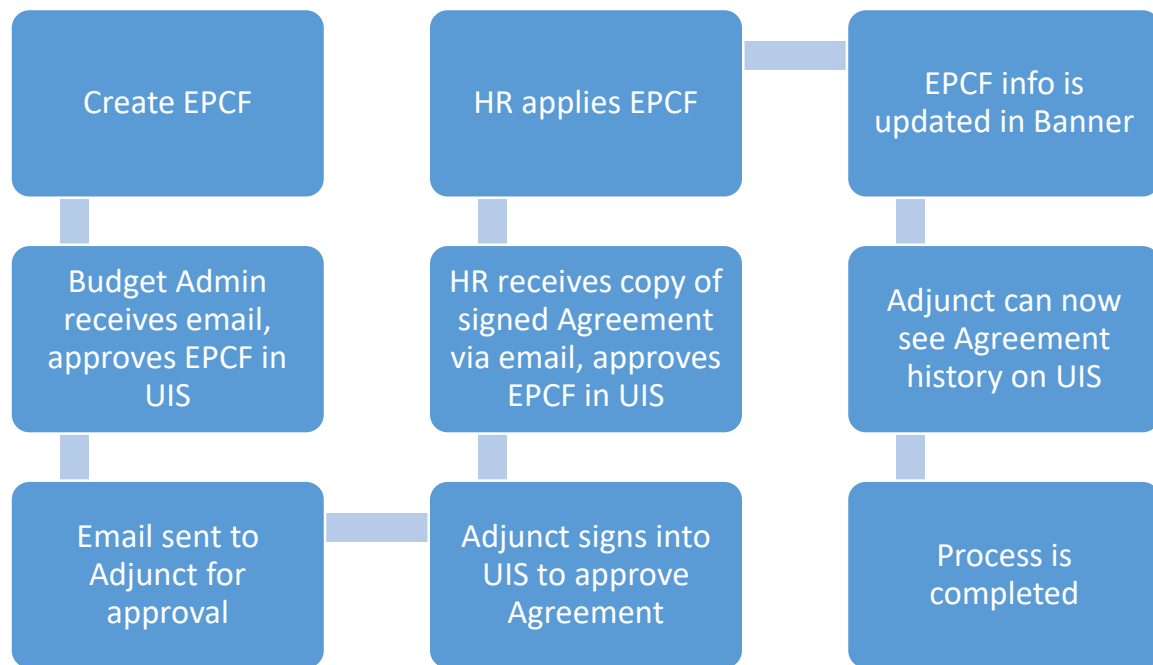 Create EPCF
Budget Admin
receives email,
approves EPCF in
UIS
Email sent to
Adjunct for
approval
Adjunct signs into
UIS to approve
Agreement
HR receives copy of
signed Agreement
via email, approves
EPCF in UIS
HR applies EPCF
EPCF info is
updated in Banner
Adjunct can now
see Agreement
history on UIS
Process is
completed